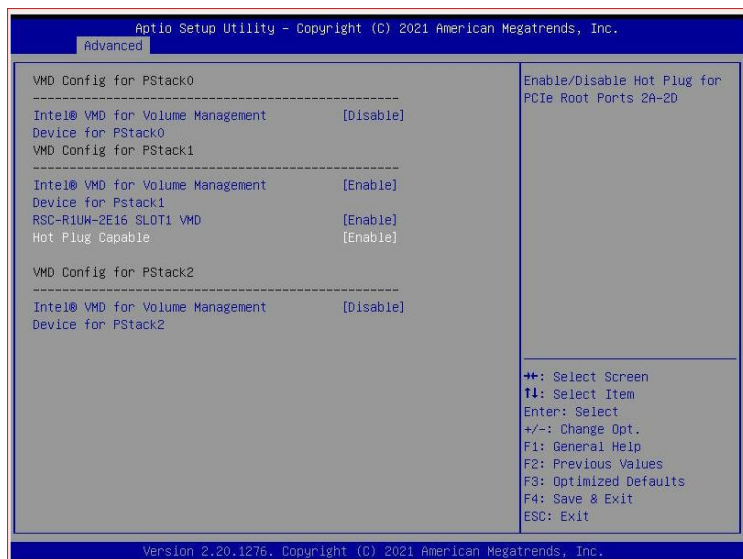 Aptio Setup Utility – Copyright (C) 2021 American Megatrends, Inc.
Advanced
VMD Config for PStack0
--------------------------------------------------
Intel® VMD for Volume Management [Disable]
Device for PStack0
VMD Config for PStack1
--------------------------------------------------
Intel® VMD for Volume Management [Enable]
Device for Pstack1
RSC-R1UW-2E16 SLOT1 VMD [Enable]
Hot Plug Capable [Enable]
VMD Config for PStack2
--------------------------------------------------
Intel® VMD for Volume Management [Disable]
Device for PStack2
Enable/Disable Hot Plug for
PCIe Root Ports 2A-2D
→←: Select Screen
↑↓: Select Item
Enter: Select
+/-: Change Opt.
F1: General Help
F2: Previous Values
F3: Optimized Defaults
F4: Save & Exit
ESC: Exit
Version 2.20.1276. Copyright (C) 2021 American Megatrends, Inc.